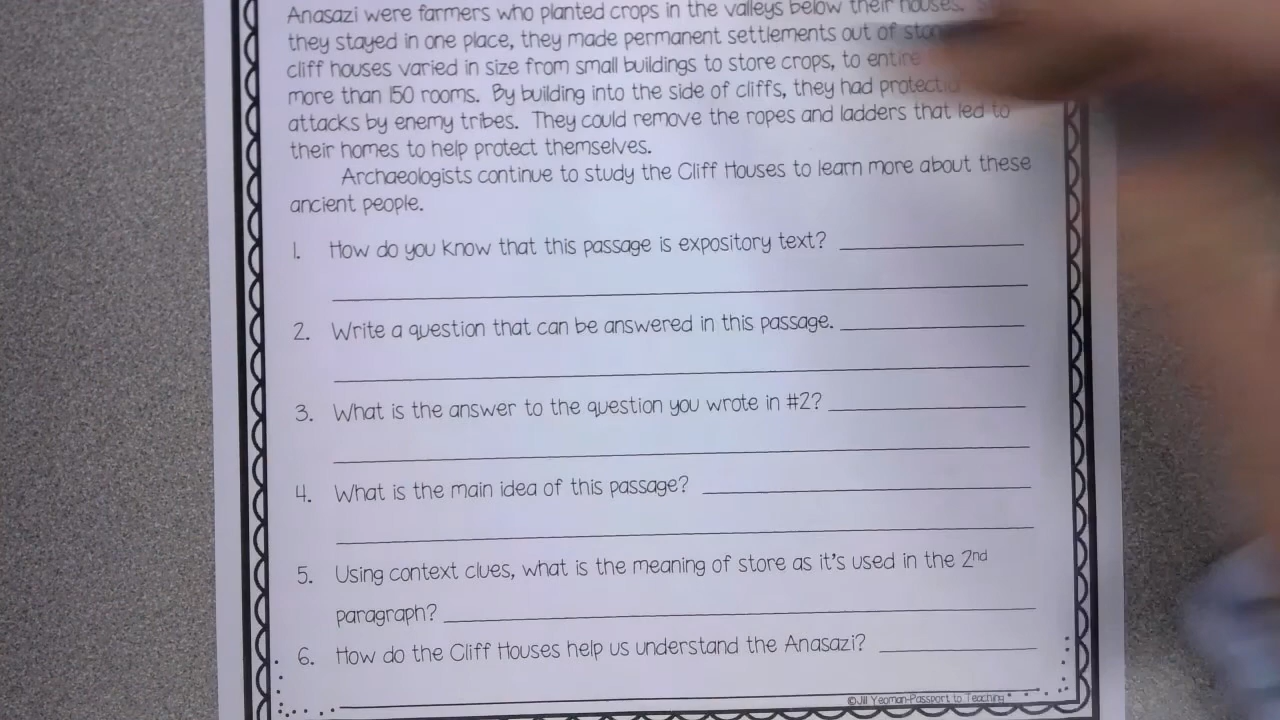 Anasazi were farmers who planted crops in the valleys below their houses.
they stayed in one place, they made permanent settlements out of
cliff houses varied in size from small buildings to store crops, to entire
more than 150 rooms. By building into the side of cliffs, they had
attacks by enemy tribes. They could remove the ropes and ladders that led to
their homes to help protect themselves.
Archaeologists continue to study the Cliff Houses to learn more about these
ancient people.
1. How do you know that this passage is expository text?
2. Write a question that can be answered in this passage.
3. What is the answer to the question you wrote in #2?
4. What is the main idea of this passage?
5. Using context clues, what is the meaning of store as it's used in the 2nd
paragraph?
6. How do the Cliff Houses help us understand the Anasazi?
©Jill Yeoman-Passport to Teaching